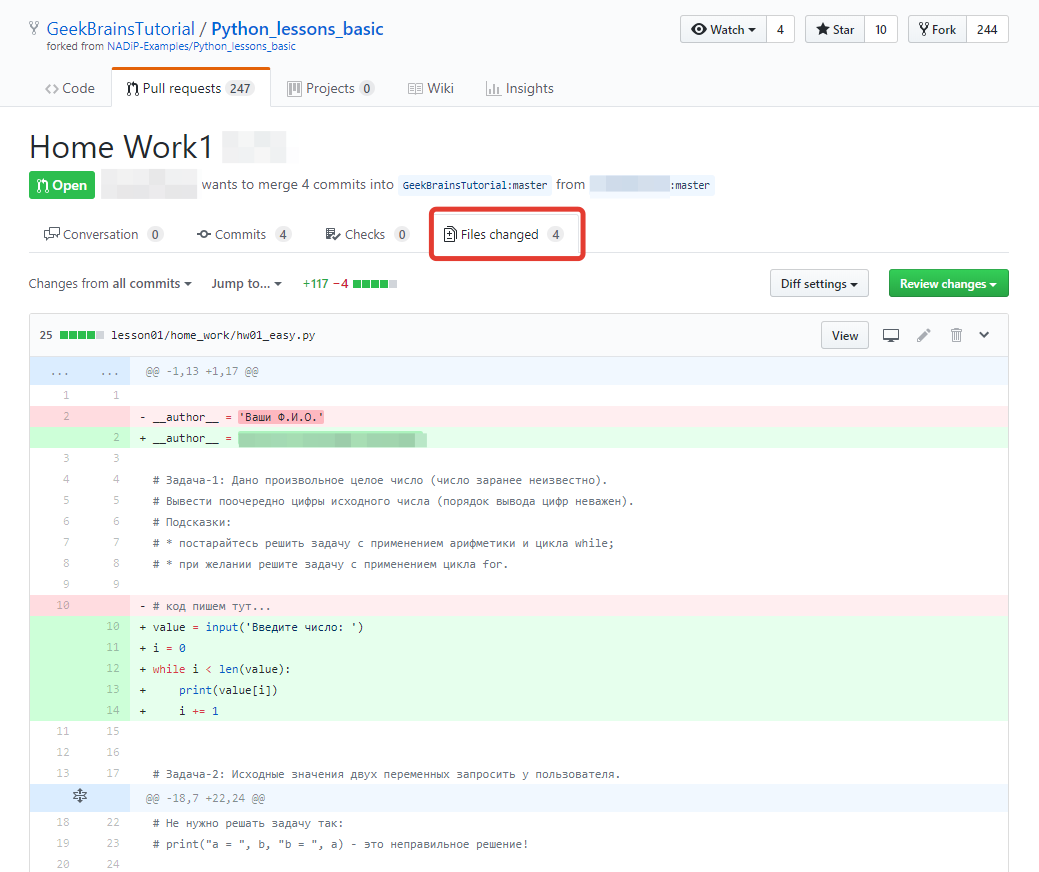 GeekBrainsTutorial / Python_lessons_basic
forked from NADiP-Examples/Python_lessons_basic
Watch 4 Star 10 Fork 244
Code Pull requests 247 Projects 0 Wiki Insights
Home Work1
Open wants to merge 4 commits into GeekBrainsTutorial:master from :master
Conversation 0 Commits 4 Checks 0 Files changed 4
Changes from all commits Jump to... +117 −4 Diff settings Review changes
25 lesson01/home_work/hw01_easy.py View
... ... @@ -1,13 +1,17 @@
1 1
2 - __author__ = 'Ваши Ф.И.О.'
2 + __author__ =
3 3
4 4 # Задача-1: Дано произвольное целое число (число заранее неизвестно).
5 5 # Вывести поочередно цифры исходного числа (порядок вывода цифр неважен).
6 6 # Подсказки:
7 7 # * постарайтесь решить задачу с применением арифметики и цикла while;
8 8 # * при желании решите задачу с применением цикла for.
9 9
10 - # код пишем тут...
10 + value = input('Введите число: ')
11 + i = 0
12 + while i < len(value):
13 + print(value[i])
14 + i += 1
11 15
12 16
13 17 # Задача-2: Исходные значения двух переменных запросить у пользователя.
@@ -18,7 +22,24 @@
18 22 # Не нужно решать задачу так:
19 23 # print("a = ", b, "b = ", a) - это неправильное решение!
20 24